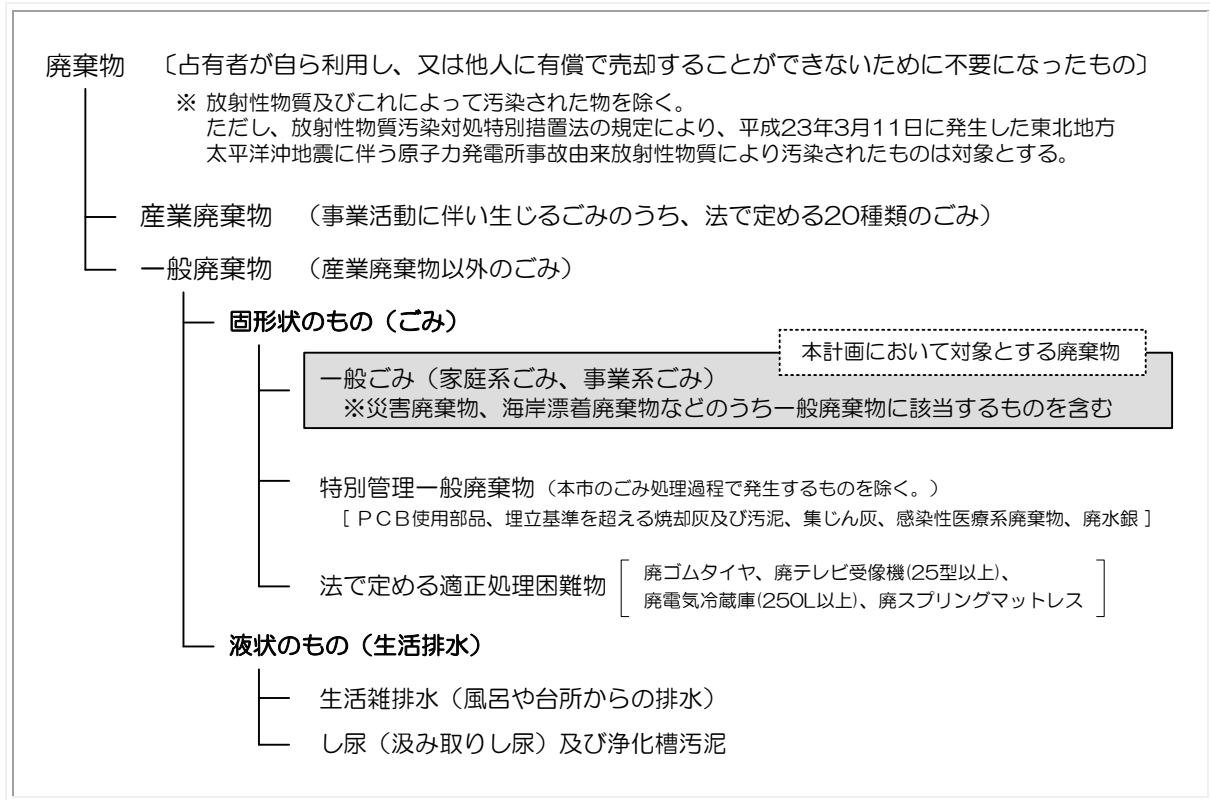 廃棄物 〔占有者が自ら利用し、又は他人に有償で売却することができないために不要になったもの〕
※ 放射性物質及びこれによって汚染された物を除く。
ただし、放射性物質汚染対処特別措置法の規定により、平成23年3月11日に発生した東北地方
太平洋沖地震に伴う原子力発電所事故由来放射性物質により汚染されたものは対象とする。
産業廃棄物 （事業活動に伴い生じるごみのうち、法で定める20種類のごみ）
一般廃棄物 （産業廃棄物以外のごみ）
固形状のもの（ごみ）
本計画において対象とする廃棄物
一般ごみ（家庭系ごみ、事業系ごみ）
※災害廃棄物、海岸漂着廃棄物などのうち一般廃棄物に該当するものを含む
特別管理一般廃棄物（本市のごみ処理過程で発生するものを除く。）
［ＰＣＢ使用部品、埋立基準を超える焼却灰及び汚泥、集じん灰、感染性医療系廃棄物、廃水銀］
法で定める適正処理困難物
廃ゴムタイヤ、廃テレビ受像機(25型以上)、
廃電気冷蔵庫(250L以上)、廃スプリングマットレス
液状のもの（生活排水）
生活雑排水（風呂や台所からの排水）
し尿（汲み取りし尿）及び浄化槽汚泥